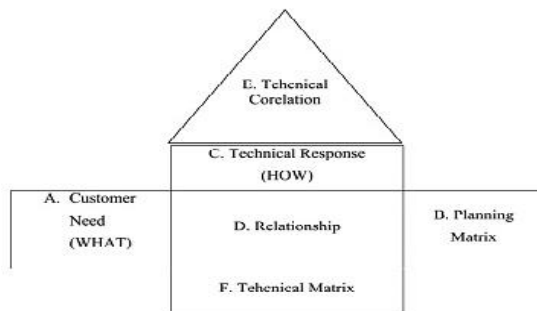 E. Tehenical
Corelation
C. Technical Response
(HOW)
A. Customer
Need
(WHAT)
D. Relationship
B. Planning
Matrix
F. Tehenical Matrix